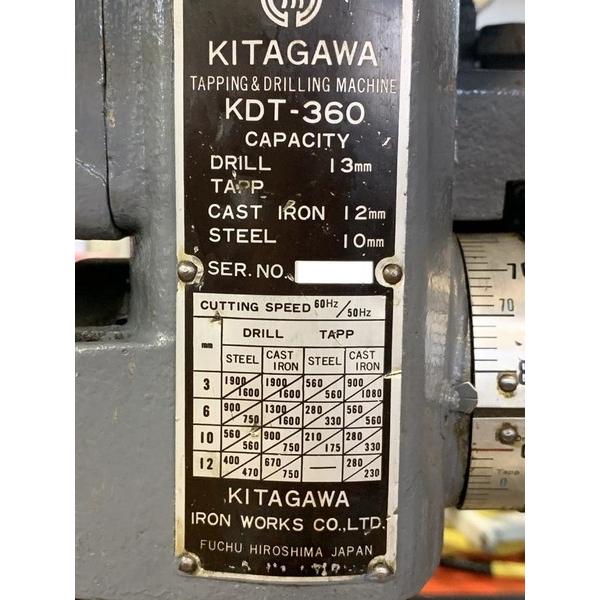 KITAGAWA
TAPPING & DRILLING MACHINE
KDT-360
CAPACITY
DRILL 13mm
TAPP
CAST IRON 12mm
STEEL 10mm
SER. NO.
CUTTING SPEED 60Hz/50Hz
mm DRILL TAPP
STEEL CAST IRON STEEL CAST IRON
3 1900/1600 1900/1600 560/560 900/1080
6 900/750 1300/1600 280/330 560/560
10 560/560 900/750 210/175 280/330
12 400/470 670/750 — 280/230
KITAGAWA
IRON WORKS CO.,LTD.
FUCHU HIROSHIMA JAPAN
70
Tapp
0